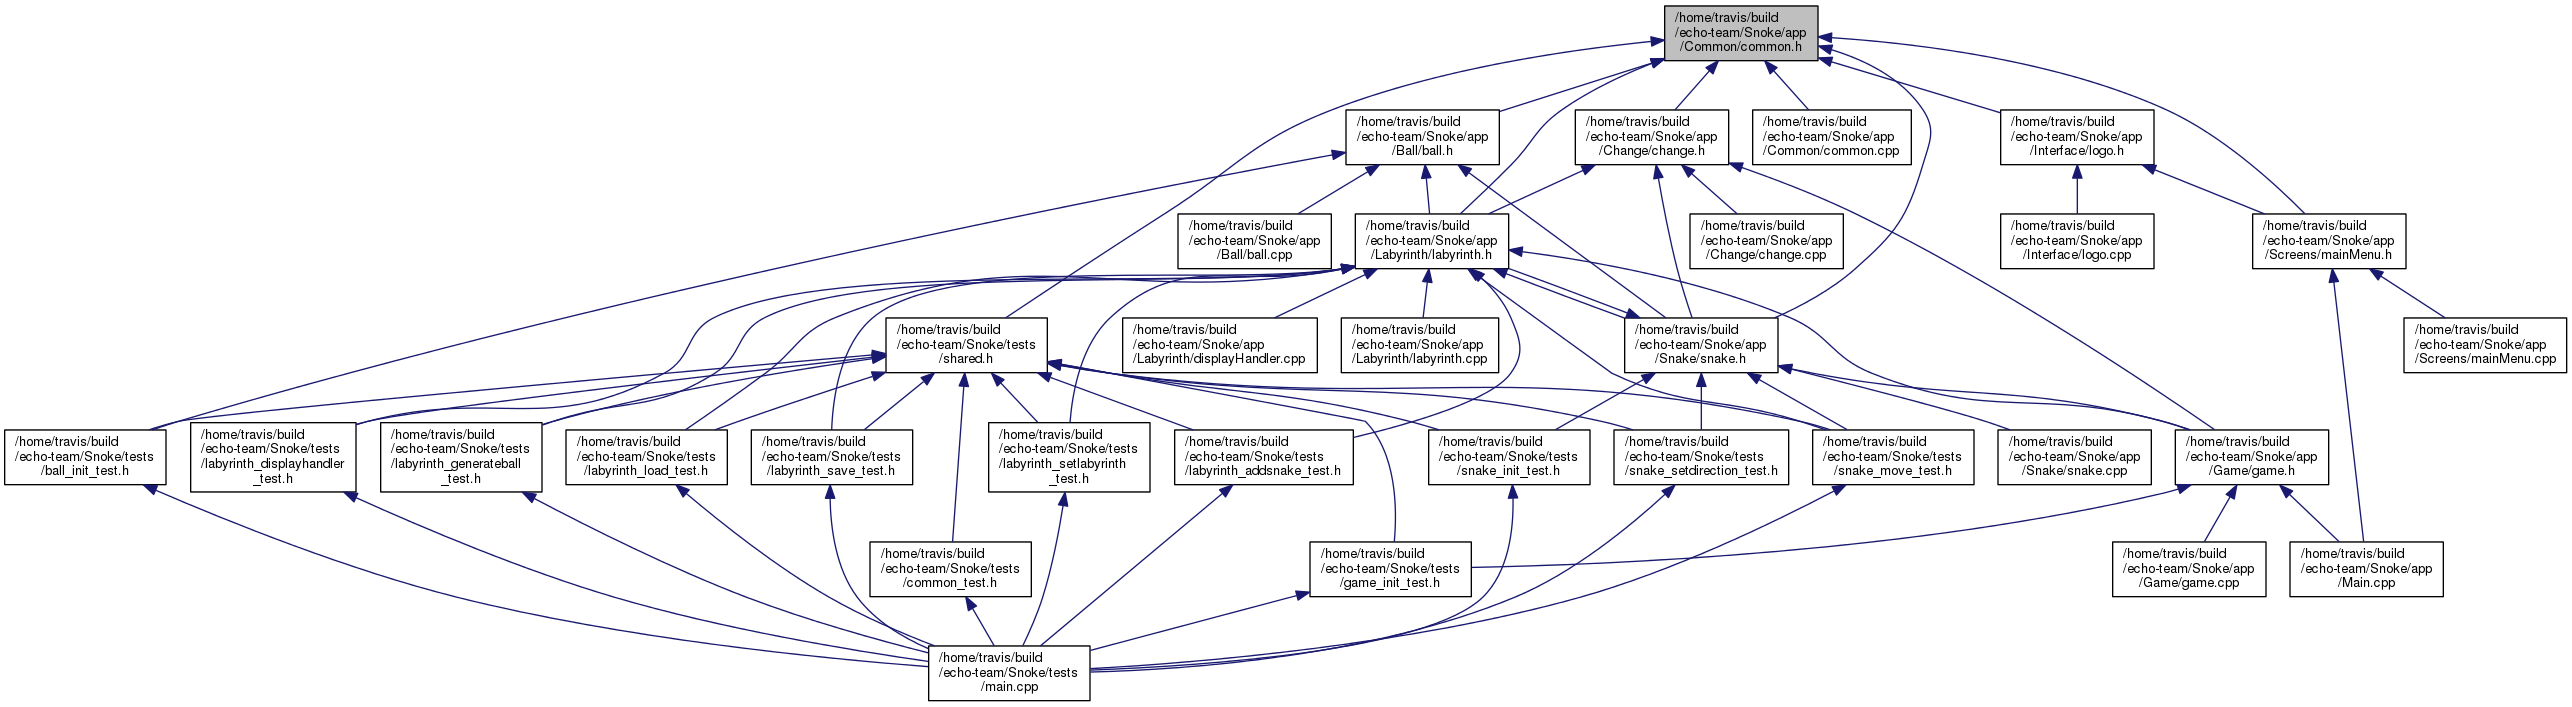 /home/travis/build
/echo-team/Snoke/app
/Common/common.h
/home/travis/build
/echo-team/Snoke/app
/Ball/ball.h
/home/travis/build
/echo-team/Snoke/app
/Change/change.h
/home/travis/build
/echo-team/Snoke/app
/Common/common.cpp
/home/travis/build
/echo-team/Snoke/app
/Interface/logo.h
/home/travis/build
/echo-team/Snoke/app
/Ball/ball.cpp
/home/travis/build
/echo-team/Snoke/app
/Labyrinth/labyrinth.h
/home/travis/build
/echo-team/Snoke/app
/Change/change.cpp
/home/travis/build
/echo-team/Snoke/app
/Interface/logo.cpp
/home/travis/build
/echo-team/Snoke/app
/Screens/mainMenu.h
/home/travis/build
/echo-team/Snoke/tests
/shared.h
/home/travis/build
/echo-team/Snoke/app
/Labyrinth/displayHandler.cpp
/home/travis/build
/echo-team/Snoke/app
/Labyrinth/labyrinth.cpp
/home/travis/build
/echo-team/Snoke/app
/Snake/snake.h
/home/travis/build
/echo-team/Snoke/app
/Screens/mainMenu.cpp
/home/travis/build
/echo-team/Snoke/tests
/ball_init_test.h
/home/travis/build
/echo-team/Snoke/tests
/labyrinth_displayhandler
_test.h
/home/travis/build
/echo-team/Snoke/tests
/labyrinth_generateball
_test.h
/home/travis/build
/echo-team/Snoke/tests
/labyrinth_load_test.h
/home/travis/build
/echo-team/Snoke/tests
/labyrinth_save_test.h
/home/travis/build
/echo-team/Snoke/tests
/labyrinth_setlabyrinth
_test.h
/home/travis/build
/echo-team/Snoke/tests
/labyrinth_addsnake_test.h
/home/travis/build
/echo-team/Snoke/tests
/snake_init_test.h
/home/travis/build
/echo-team/Snoke/tests
/snake_setdirection_test.h
/home/travis/build
/echo-team/Snoke/tests
/snake_move_test.h
/home/travis/build
/echo-team/Snoke/app
/Snake/snake.cpp
/home/travis/build
/echo-team/Snoke/app
/Game/game.h
/home/travis/build
/echo-team/Snoke/tests
/common_test.h
/home/travis/build
/echo-team/Snoke/tests
/game_init_test.h
/home/travis/build
/echo-team/Snoke/app
/Game/game.cpp
/home/travis/build
/echo-team/Snoke/app
/Main.cpp
/home/travis/build
/echo-team/Snoke/tests
/main.cpp